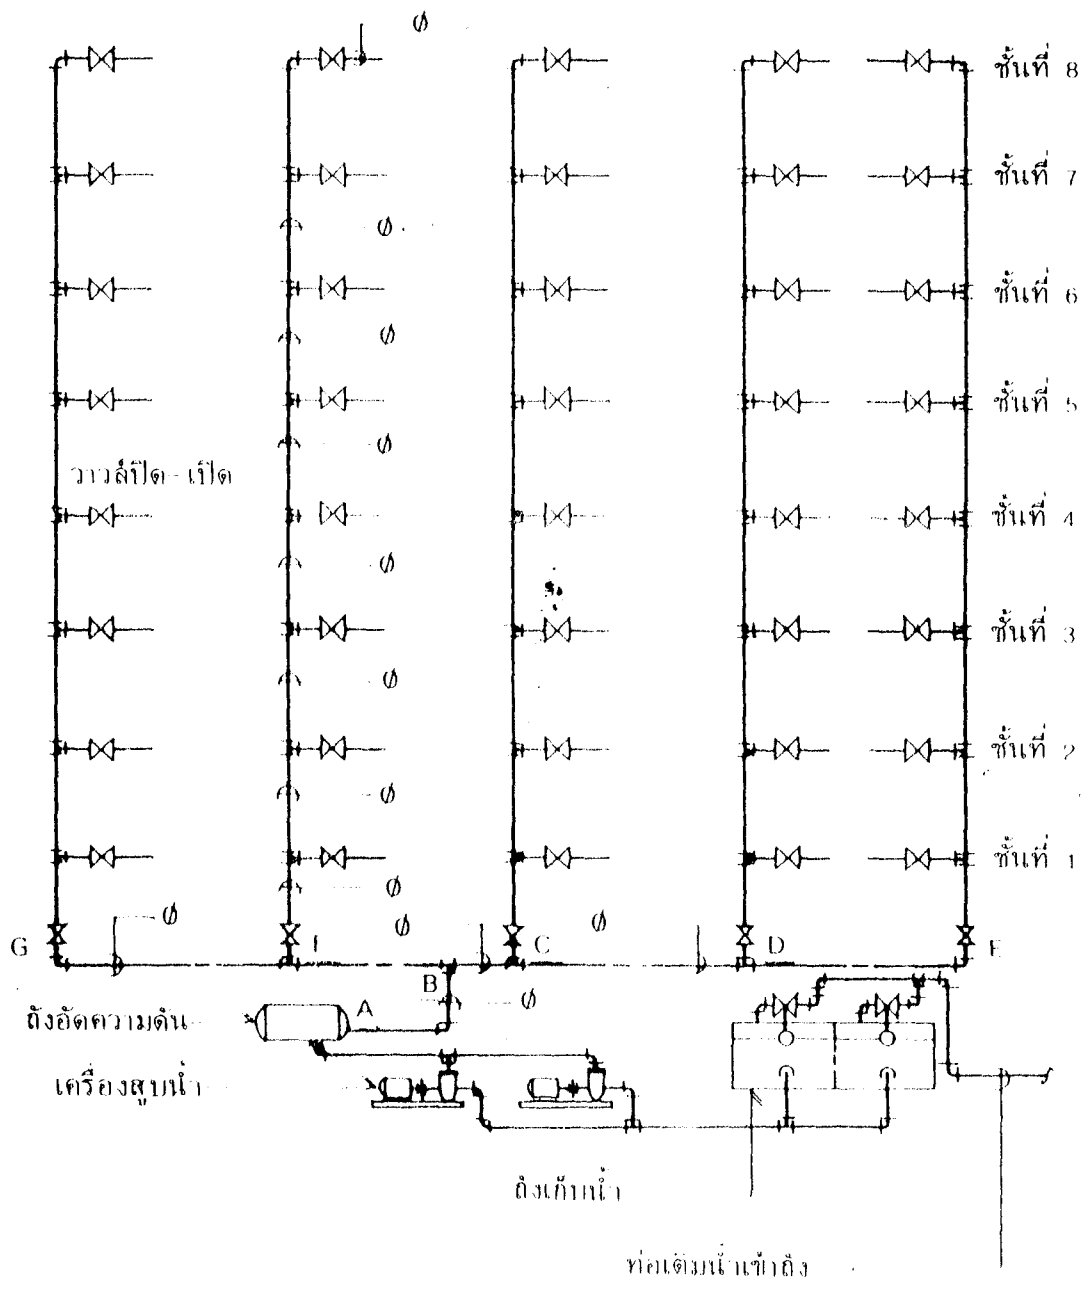 Ø
ชั้นที่ 8
ชั้นที่ 7
Ø
ชั้นที่ 6
Ø
ชั้นที่ 5
Ø
วาวล์ปิด-เปิด
ชั้นที่ 4
Ø
ชั้นที่ 3
Ø
ชั้นที่ 2
Ø
ชั้นที่ 1
Ø
Ø Ø Ø
G C D E
B
Ø
A
ถังอัดความดัน
เครื่องสูบน้ำ
ถังเก็บน้ำ
ท่อเติมน้ำเข้าถัง